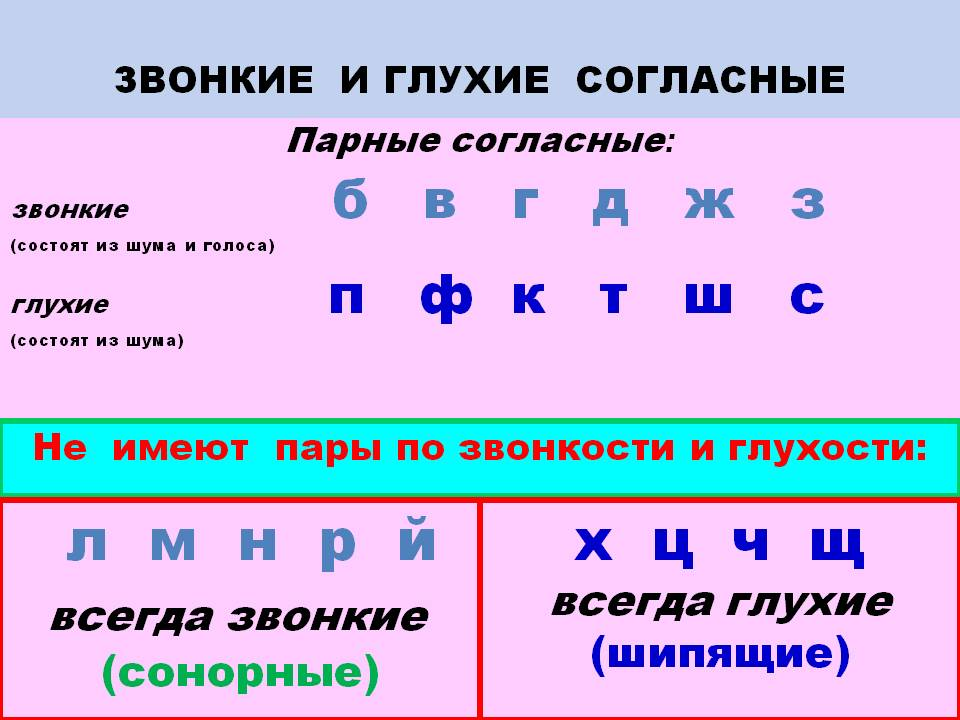 ЗВОНКИЕ И ГЛУХИЕ СОГЛАСНЫЕ
Парные согласные:
звонкие б в г д ж з
(состоят из шума и голоса)
глухие п ф к т ш с
(состоят из шума)
Не имеют пары по звонкости и глухости:
л м н р й
всегда звонкие
(сонорные)
х ц ч щ
всегда глухие
(шипящие)